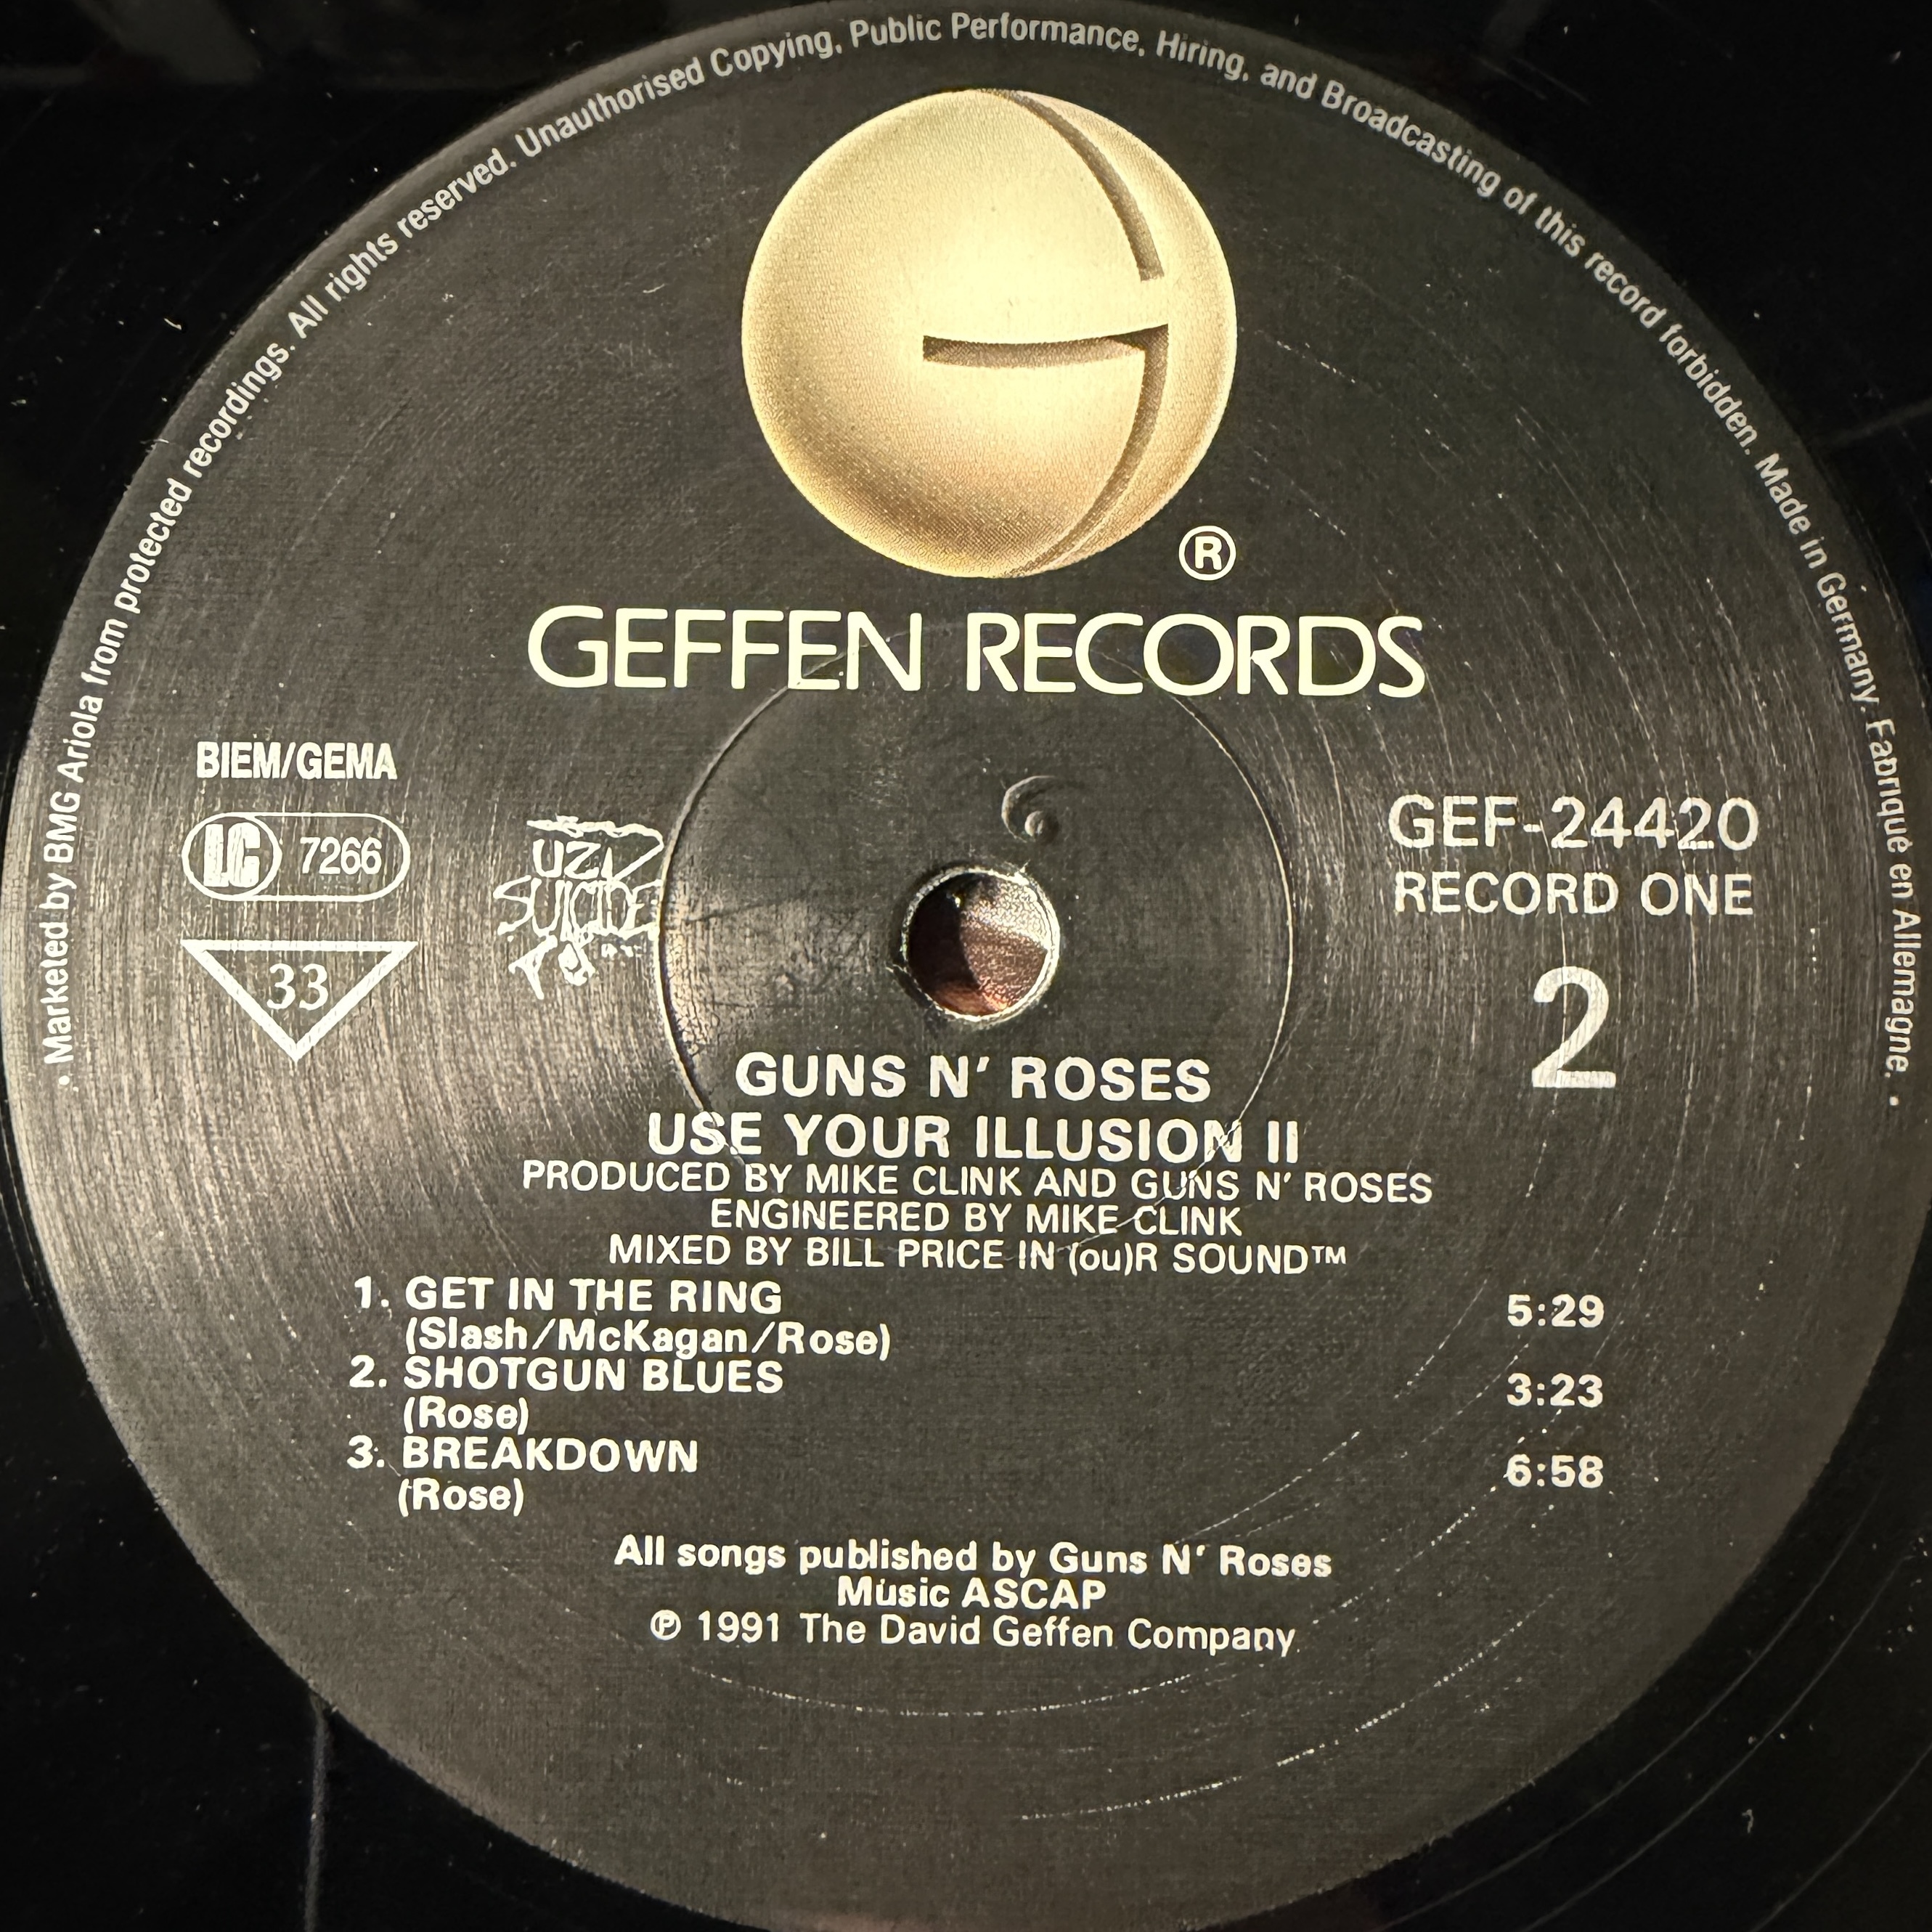 · Marketed by BMG Ariola from protected recordings. All rights reserved. Unauthorised Copying, Public Performance, Hiring, and Broadcasting of this record forbidden. Made in Germany. Fabriqué en Allemagne. ·
®
GEFFEN RECORDS
BIEM/GEMA
LC 7266
33
UZI
SUICIDE
GEF-24420
RECORD ONE
2
GUNS N' ROSES
USE YOUR ILLUSION II
PRODUCED BY MIKE CLINK AND GUNS N' ROSES
ENGINEERED BY MIKE CLINK
MIXED BY BILL PRICE IN (ou)R SOUND™
1. GET IN THE RING 5:29
(Slash/McKagan/Rose)
2. SHOTGUN BLUES 3:23
(Rose)
3. BREAKDOWN 6:58
(Rose)
All songs published by Guns N' Roses
Music ASCAP
℗ 1991 The David Geffen Company